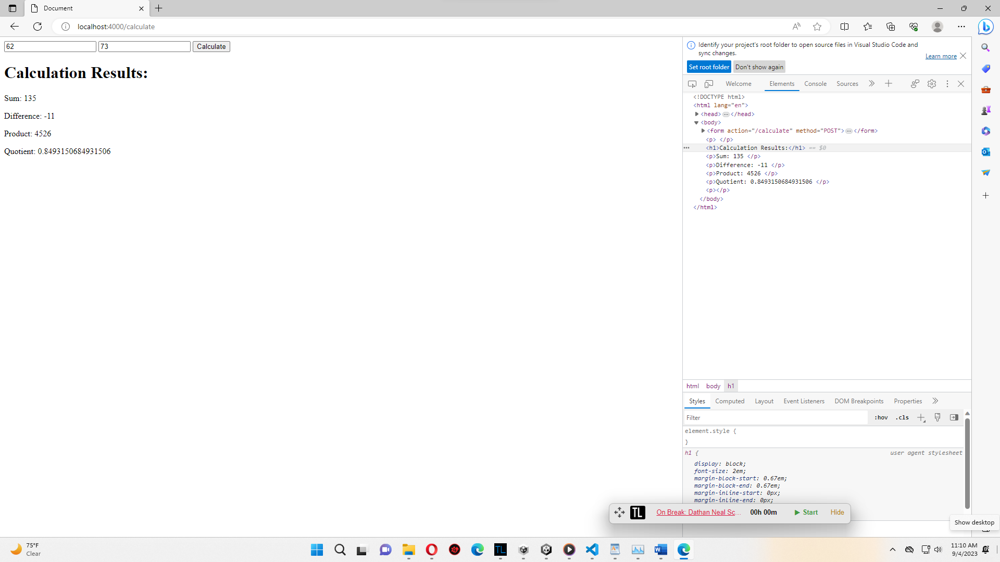 Document
localhost:4000/calculate
62 73 Calculate
Calculation Results:
Sum: 135
Difference: -11
Product: 4526
Quotient: 0.8493150684931506
Identify your project's root folder to open source files in Visual Studio Code and
sync changes.
Learn more
Set root folder Don't show again
Welcome Elements Console Sources
<!DOCTYPE html>
<html lang="en">
<head>…</head>
<body>
<form action="/calculate" method="POST">…</form>
<p> </p>
<h1>Calculation Results:</h1> == $0
<p>Sum: 135 </p>
<p>Difference: -11 </p>
<p>Product: 4526 </p>
<p>Quotient: 0.8493150684931506 </p>
<p></p>
</body>
</html>
html body h1
Styles Computed Layout Event Listeners DOM Breakpoints Properties
Filter :hov .cls
element.style {
}
h1 { user agent stylesheet
display: block;
font-size: 2em;
margin-block-start: 0.67em;
margin-block-end: 0.67em;
margin-inline-start: 0px;
margin-inline-end: 0px;
TL On Break: Dathan Neal Sc... 00h 00m Start Hide
Show desktop
75°F
Clear
TL
11:10 AM
9/4/2023